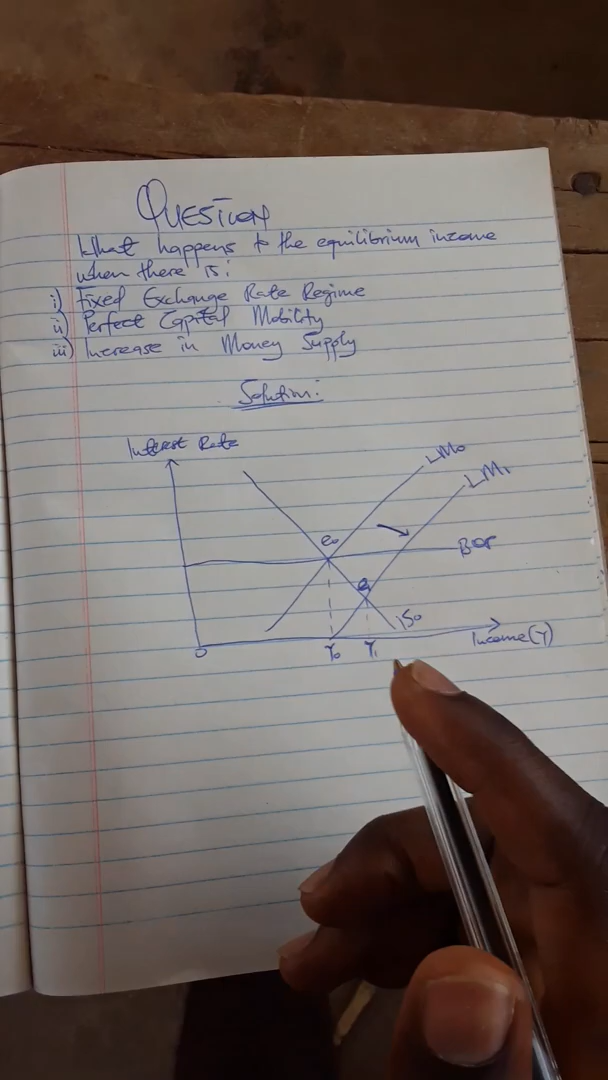 QUESTION
What happens to the equilibrium income
when there is:
i) Fixed Exchange Rate Regime
ii) Perfect Capital Mobility
iii) Increase in Money Supply
Solution:
Interest Rate
LM₀
LM₁
e₀
BOP
e₁
IS₀
0
Y₀
Y₁
Income (Y)